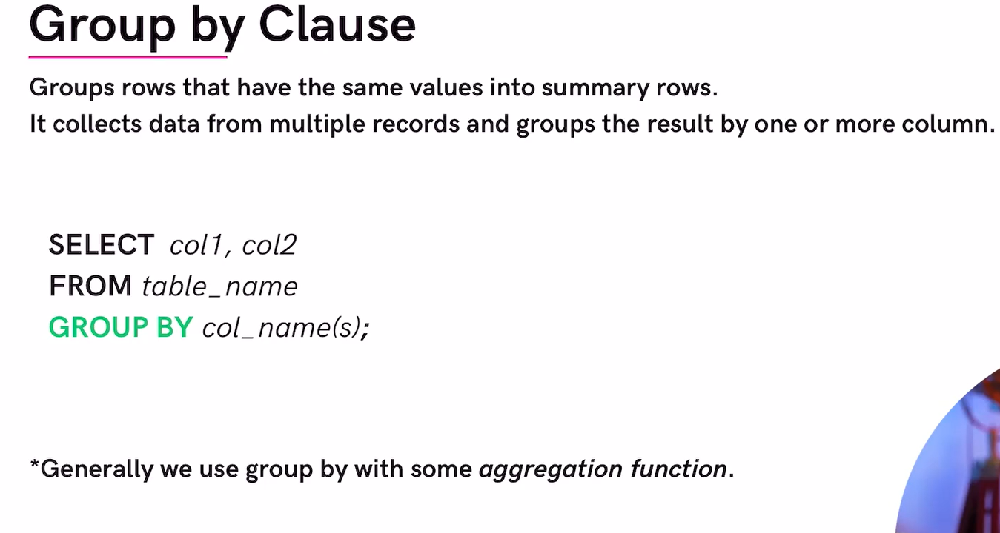 Group by Clause
Groups rows that have the same values into summary rows.
It collects data from multiple records and groups the result by one or more column.
SELECT col1, col2
FROM table_name
GROUP BY col_name(s);
*Generally we use group by with some aggregation function.